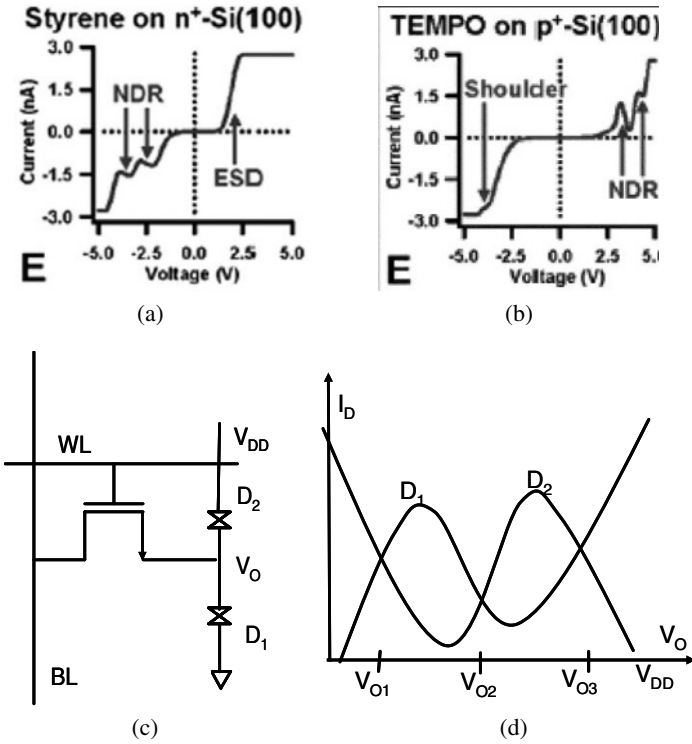 Styrene on n⁺-Si(100)
Current (nA)
3.0
1.5
0.0
-1.5
-3.0
NDR
ESD
-5.0 -2.5 0.0 2.5 5.0
Voltage (V)
E
(a)
TEMPO on p⁺-Si(100)
Current (nA)
3.0
1.5
0.0
-1.5
-3.0
Shoulder
NDR
-5.0 -2.5 0.0 2.5 5.0
Voltage (V)
E
(b)
WL
V_DD
D_2
V_O
D_1
BL
(c)
I_D
D_1
D_2
V_O
V_O1
V_O2
V_O3
V_DD
(d)